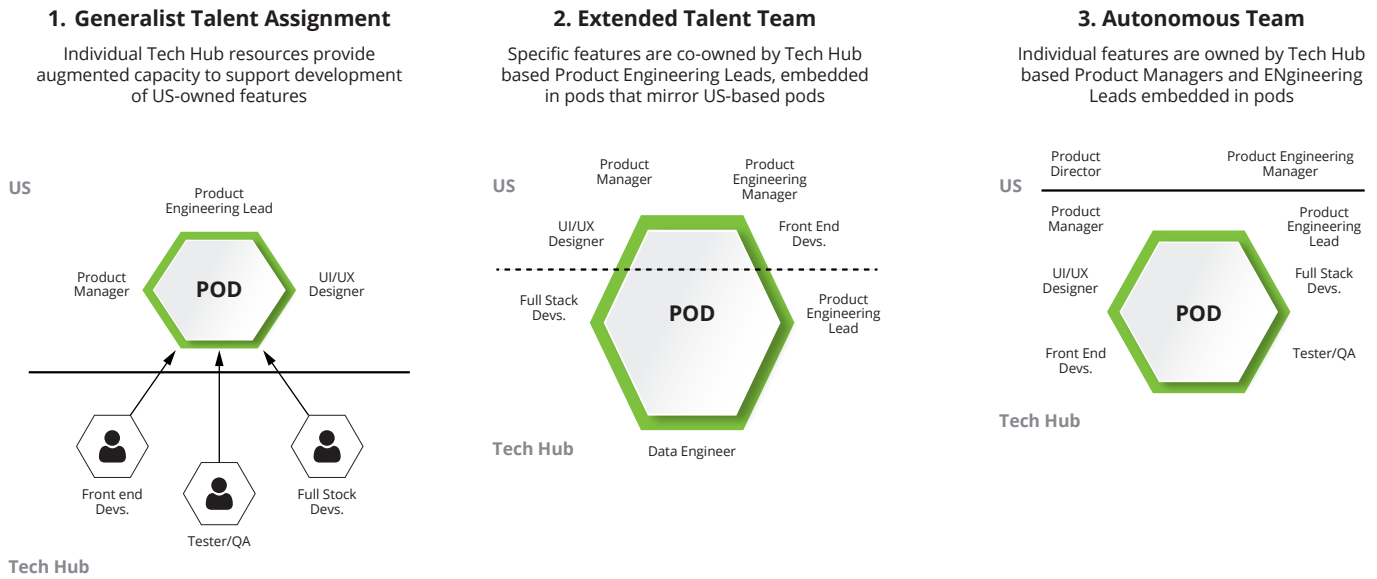 1. Generalist Talent Assignment
Individual Tech Hub resources provide
augmented capacity to support development
of US-owned features
US
Product
Engineering Lead
Product
Manager
POD
UI/UX
Designer
Front end
Devs.
Tester/QA
Full Stock
Devs.
Tech Hub
2. Extended Talent Team
Specific features are co-owned by Tech Hub
based Product Engineering Leads, embedded
in pods that mirror US-based pods
US
Product
Manager
Product
Engineering
Manager
UI/UX
Designer
Front End
Devs.
Full Stack
Devs.
POD
Product
Engineering
Lead
Tech Hub
Data Engineer
3. Autonomous Team
Individual features are owned by Tech Hub
based Product Managers and ENgineering
Leads embedded in pods
US
Product
Director
Product Engineering
Manager
Product
Manager
Product
Engineering
Lead
UI/UX
Designer
Full Stack
Devs.
POD
Front End
Devs.
Tester/QA
Tech Hub